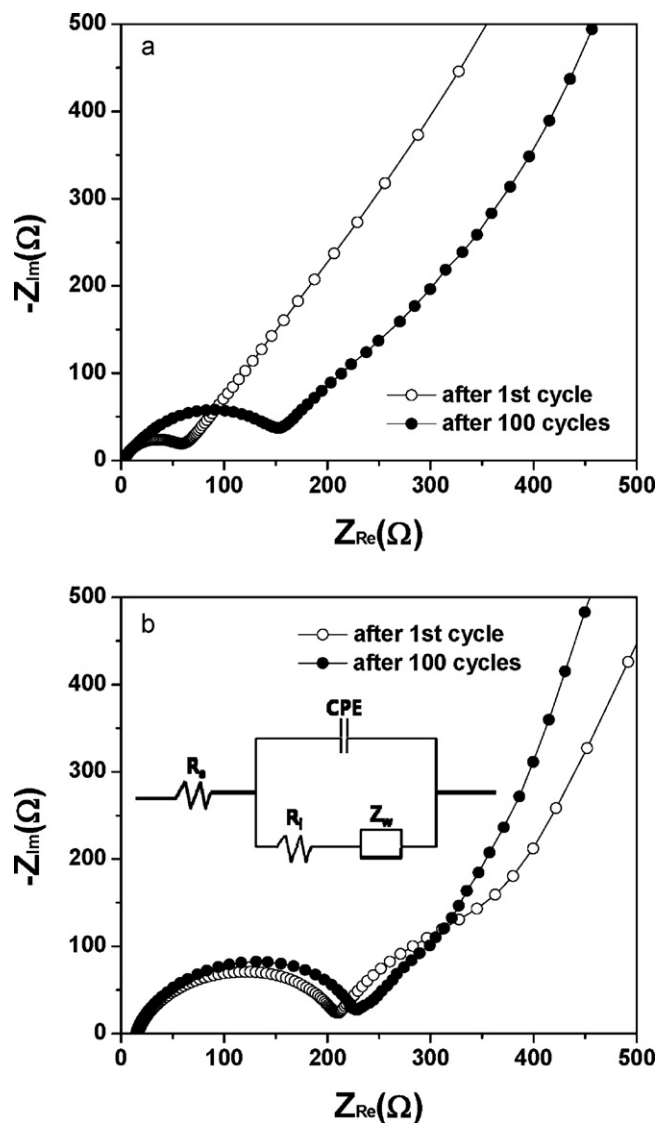 500
400
300
200
100
0
-Z_Im(Ω)
a
after 1st cycle
after 100 cycles
0 100 200 300 400 500
Z_Re(Ω)
500
400
300
200
100
0
-Z_Im(Ω)
b
after 1st cycle
after 100 cycles
CPE
R_s
R_i
Z_w
0 100 200 300 400 500
Z_Re(Ω)